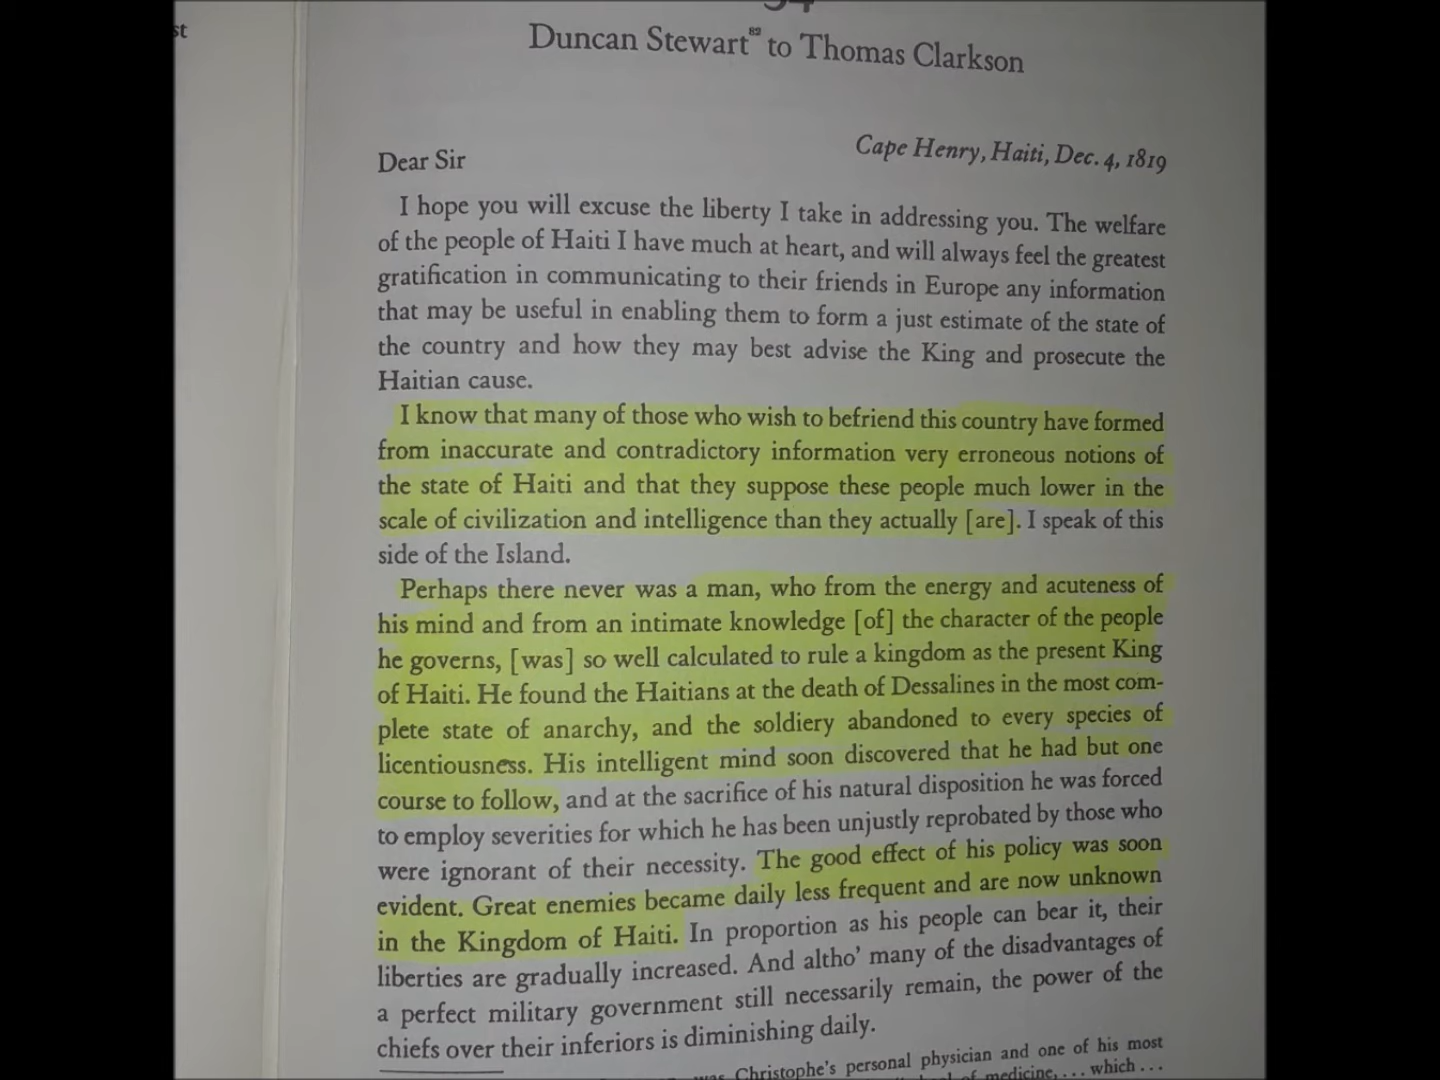 st
Duncan Stewart⁸² to Thomas Clarkson
Cape Henry, Haiti, Dec. 4, 1819
Dear Sir
I hope you will excuse the liberty I take in addressing you. The welfare
of the people of Haiti I have much at heart, and will always feel the greatest
gratification in communicating to their friends in Europe any information
that may be useful in enabling them to form a just estimate of the state of
the country and how they may best advise the King and prosecute the
Haitian cause.
I know that many of those who wish to befriend this country have formed
from inaccurate and contradictory information very erroneous notions of
the state of Haiti and that they suppose these people much lower in the
scale of civilization and intelligence than they actually [are]. I speak of this
side of the Island.
Perhaps there never was a man, who from the energy and acuteness of
his mind and from an intimate knowledge [of] the character of the people
he governs, [was] so well calculated to rule a kingdom as the present King
of Haiti. He found the Haitians at the death of Dessalines in the most com-
plete state of anarchy, and the soldiery abandoned to every species of
licentiousness. His intelligent mind soon discovered that he had but one
course to follow, and at the sacrifice of his natural disposition he was forced
to employ severities for which he has been unjustly reprobated by those who
were ignorant of their necessity. The good effect of his policy was soon
evident. Great enemies became daily less frequent and are now unknown
in the Kingdom of Haiti. In proportion as his people can bear it, their
liberties are gradually increased. And altho' many of the disadvantages of
a perfect military government still necessarily remain, the power of the
chiefs over their inferiors is diminishing daily.
was Christophe's personal physician and one of his most
of medicine, . . . which . . .